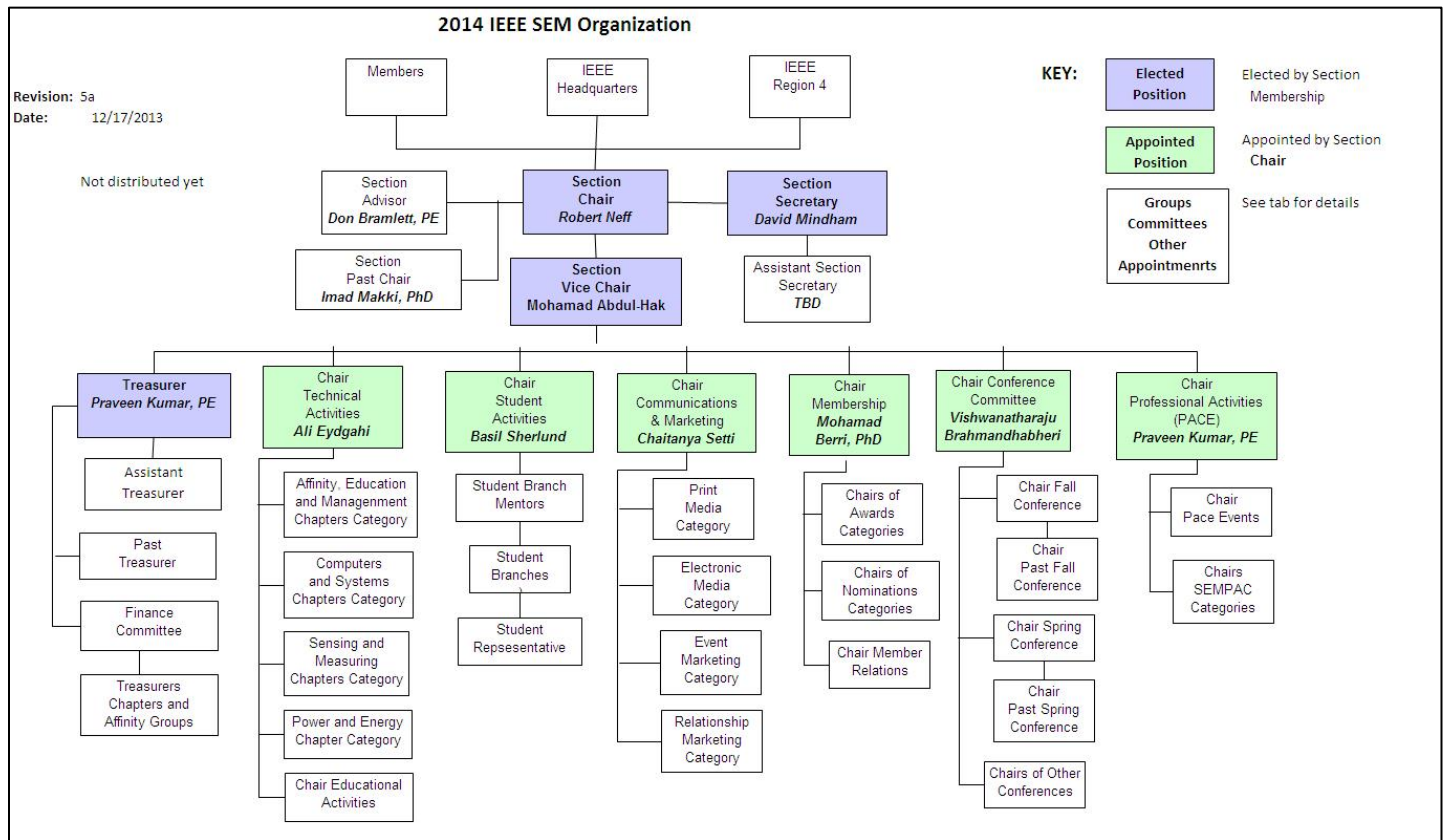 2014 IEEE SEM Organization
Revision: 5a
Date: 12/17/2013
Not distributed yet
Members
IEEE
Headquarters
IEEE
Region 4
KEY:
Elected
Position
Elected by Section
Membership
Appointed
Position
Appointed by Section
Chair
Groups
Committees
Other
Appointmenrts
See tab for details
Section
Advisor
Don Bramlett, PE
Section
Chair
Robert Neff
Section
Secretary
David Mindham
Section
Past Chair
Imad Makki, PhD
Section
Vice Chair
Mohamad Abdul-Hak
Assistant Section
Secretary
TBD
Treasurer
Praveen Kumar, PE
Assistant
Treasurer
Past
Treasurer
Finance
Committee
Treasurers
Chapters and
Affinity Groups
Chair
Technical
Activities
Ali Eydgahi
Affinity, Education
and Managenment
Chapters Category
Computers
and Systems
Chapters Category
Sensing and
Measuring
Chapters Category
Power and Energy
Chapter Category
Chair Educational
Activities
Chair
Student
Activities
Basil Sherlund
Student Branch
Mentors
Student
Branches
Student
Repsesentative
Chair
Communications
& Marketing
Chaitanya Setti
Print
Media
Category
Electronic
Media
Category
Event
Marketing
Category
Relationship
Marketing
Category
Chair
Membership
Mohamad
Berri, PhD
Chairs of
Awards
Categories
Chairs of
Nominations
Categories
Chair Member
Relations
Chair Conference
Committee
Vishwanatharaju
Brahmandhabheri
Chair Fall
Conference
Chair
Past Fall
Conference
Chair Spring
Conference
Chair
Past Spring
Conference
Chairs of Other
Conferences
Chair
Professional Activities
(PACE)
Praveen Kumar, PE
Chair
Pace Events
Chairs
SEMPAC
Categories